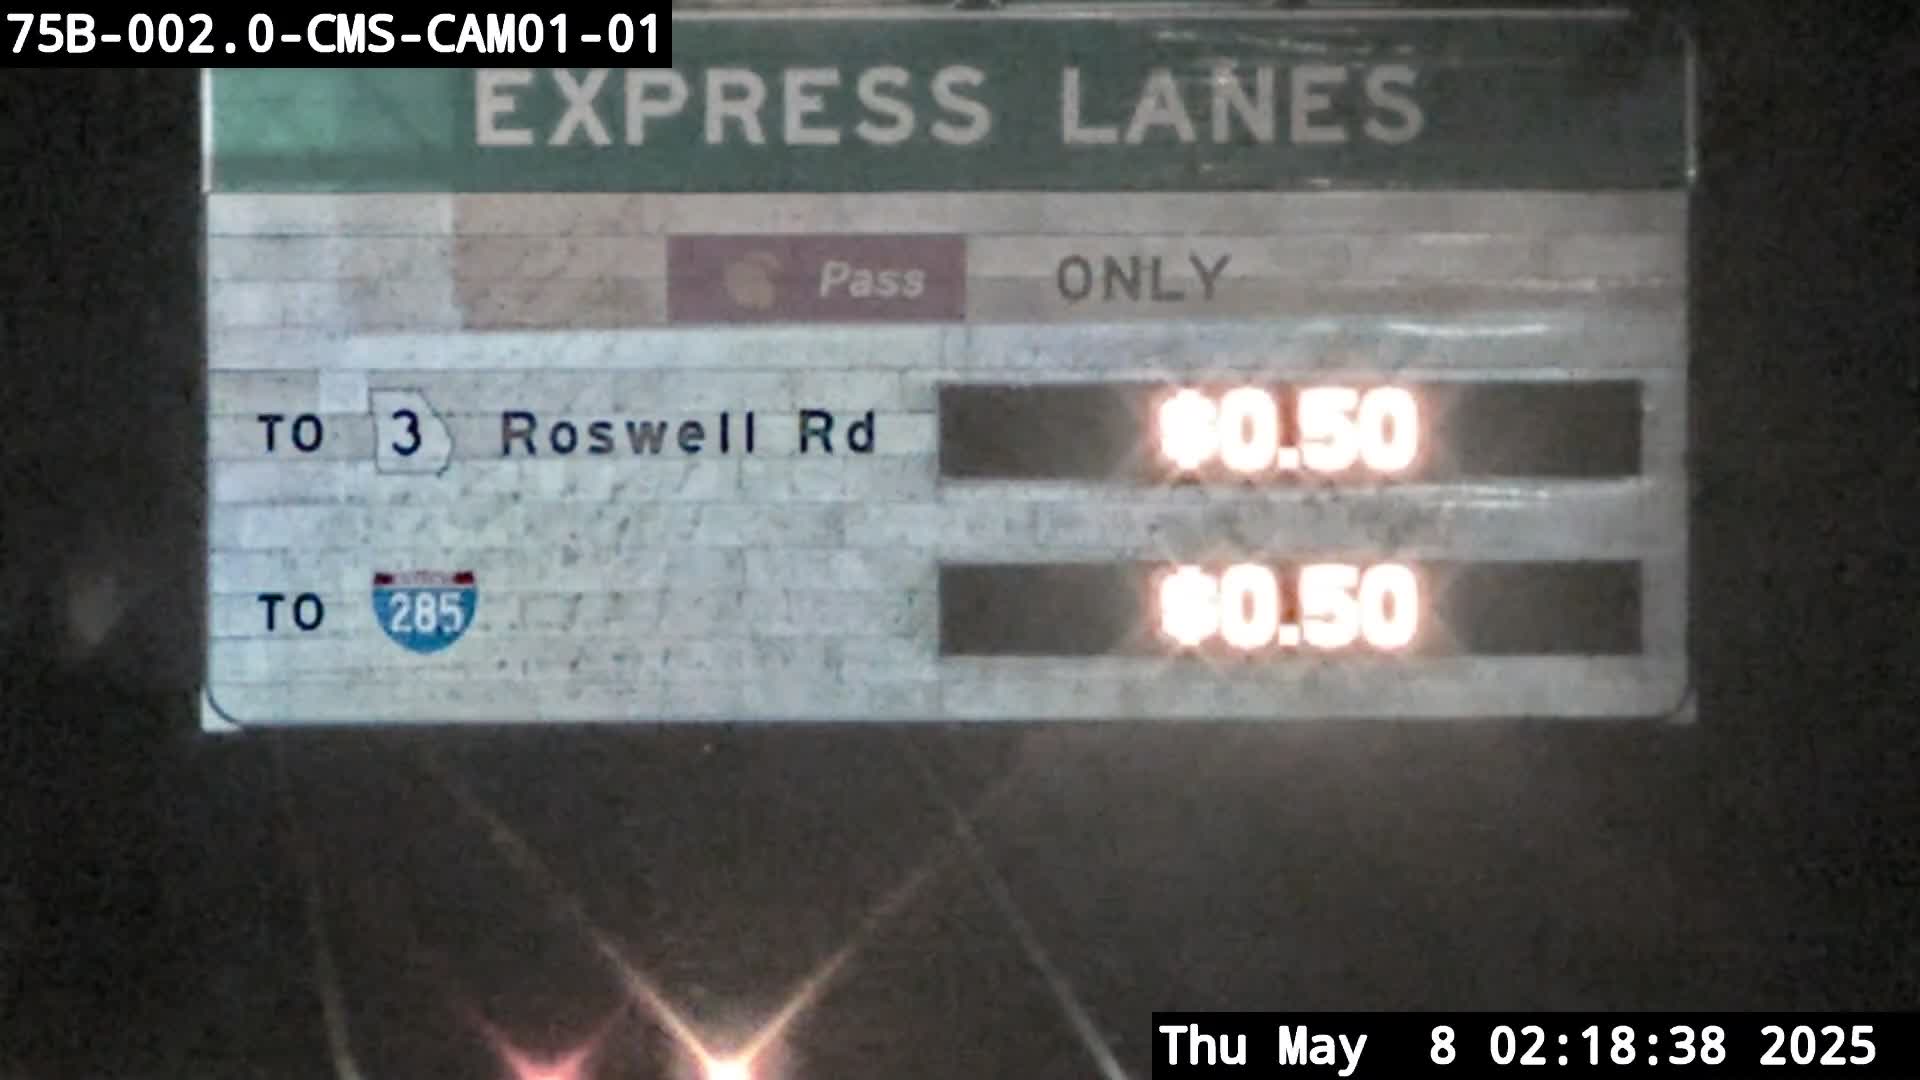 75B-002.0-CMS-CAM01-01
EXPRESS LANES
Pass ONLY
TO 3 Roswell Rd $0.50
TO 285 $0.50
Thu May 8 02:18:38 2025